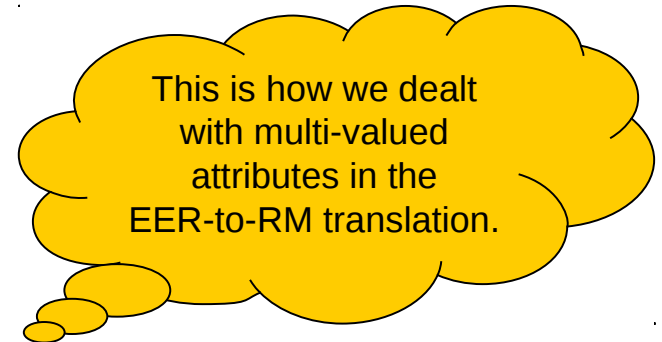 This is how we dealt
with multi-valued
attributes in the
EER-to-RM translation.